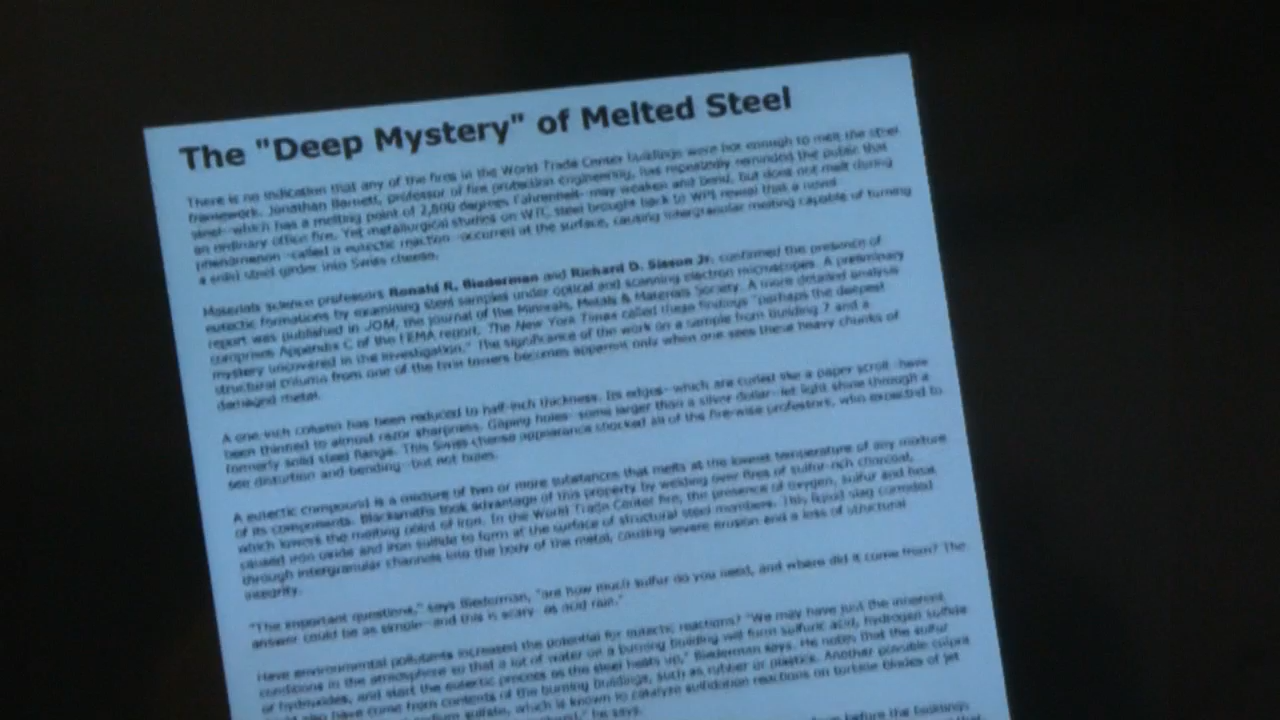 The "Deep Mystery" of Melted Steel
There is no indication that any of the fires in the World Trade Center buildings were hot enough to melt the steel
framework. Jonathan Barnett, professor of fire protection engineering, has repeatedly reminded the public that
steel--which has a melting point of 2,800 degrees Fahrenheit--may weaken and bend, but does not melt during
an ordinary office fire. Yet metallurgical studies on WTC steel brought back to WPI reveal that a novel
phenomenon--called a eutectic reaction--occurred at the surface, causing intergranular melting capable of turning
a solid steel girder into Swiss cheese.
Materials science professors Ronald R. Biederman and Richard D. Sisson Jr. confirmed the presence of
eutectic formations by examining steel samples under optical and scanning electron microscopes. A preliminary
report was published in JOM, the journal of the Minerals, Metals & Materials Society. A more detailed analysis
comprises Appendix C of the FEMA report. The New York Times called these findings "perhaps the deepest
mystery uncovered in the investigation." The significance of the work on a sample from Building 7 and a
structural column from one of the twin towers becomes apparent only when one sees these heavy chunks of
damaged metal.
A one-inch column has been reduced to half-inch thickness. Its edges--which are curled like a paper scroll--have
been thinned to almost razor sharpness. Gaping holes--some larger than a silver dollar--let light shine through a
formerly solid steel flange. This Swiss cheese appearance shocked all of the fire-wise professors, who expected to
see distortion and bending--but not holes.
A eutectic compound is a mixture of two or more substances that melts at the lowest temperature of any mixture
of its components. Blacksmiths took advantage of this property by welding over fires of sulfur-rich charcoal,
which lowers the melting point of iron. In the World Trade Center fire, the presence of oxygen, sulfur and heat
caused iron oxide and iron sulfide to form at the surface of structural steel members. This liquid slag corroded
through intergranular channels into the body of the metal, causing severe erosion and a loss of structural
integrity.
"The important questions," says Biederman, "are how much sulfur do you need, and where did it come from? The
answer could be as simple--and this is scary--as acid rain."
Have environmental pollutants increased the potential for eutectic reactions? "We may have just the inherent
conditions in the atmosphere so that a lot of water on a burning building will form sulfuric acid, hydrogen sulfide
or hydroxides, and start the eutectic process as the steel heats up," Biederman says. He notes that the sulfur
could also have come from contents of the burning buildings, such as rubber or plastics. Another possible culprit
sulfate, which is known to catalyze sulfidation reactions on turbine blades of jet
he says.
before the